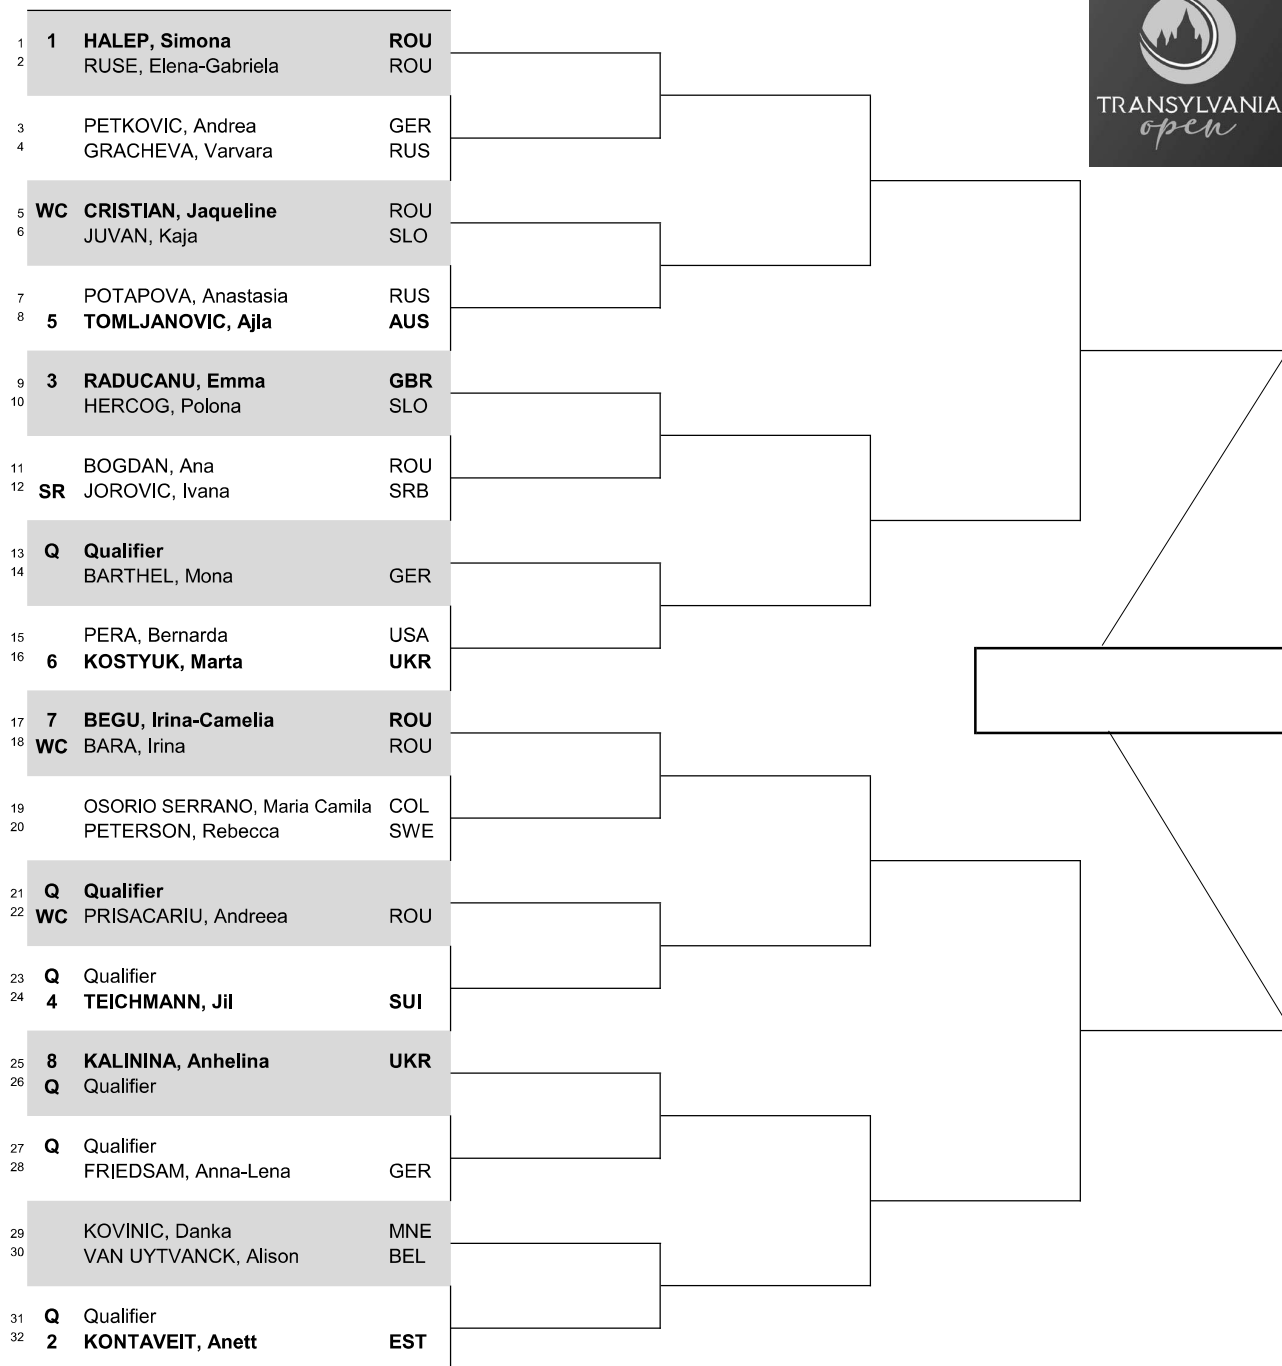 1 1 HALEP, Simona ROU
2 RUSE, Elena-Gabriela ROU
TRANSYLVANIA
open
3 PETKOVIC, Andrea GER
4 GRACHEVA, Varvara RUS
5 WC CRISTIAN, Jaqueline ROU
6 JUVAN, Kaja SLO
7 POTAPOVA, Anastasia RUS
8 5 TOMLJANOVIC, Ajla AUS
9 3 RADUCANU, Emma GBR
10 HERCOG, Polona SLO
11 BOGDAN, Ana ROU
12 SR JOROVIC, Ivana SRB
13 Q Qualifier
14 BARTHEL, Mona GER
15 PERA, Bernarda USA
16 6 KOSTYUK, Marta UKR
17 7 BEGU, Irina-Camelia ROU
18 WC BARA, Irina ROU
19 OSORIO SERRANO, Maria Camila COL
20 PETERSON, Rebecca SWE
21 Q Qualifier
22 WC PRISACARIU, Andreea ROU
23 Q Qualifier
24 4 TEICHMANN, Jil SUI
25 8 KALININA, Anhelina UKR
26 Q Qualifier
27 Q Qualifier
28 FRIEDSAM, Anna-Lena GER
29 KOVINIC, Danka MNE
30 VAN UYTVANCK, Alison BEL
31 Q Qualifier
32 2 KONTAVEIT, Anett EST